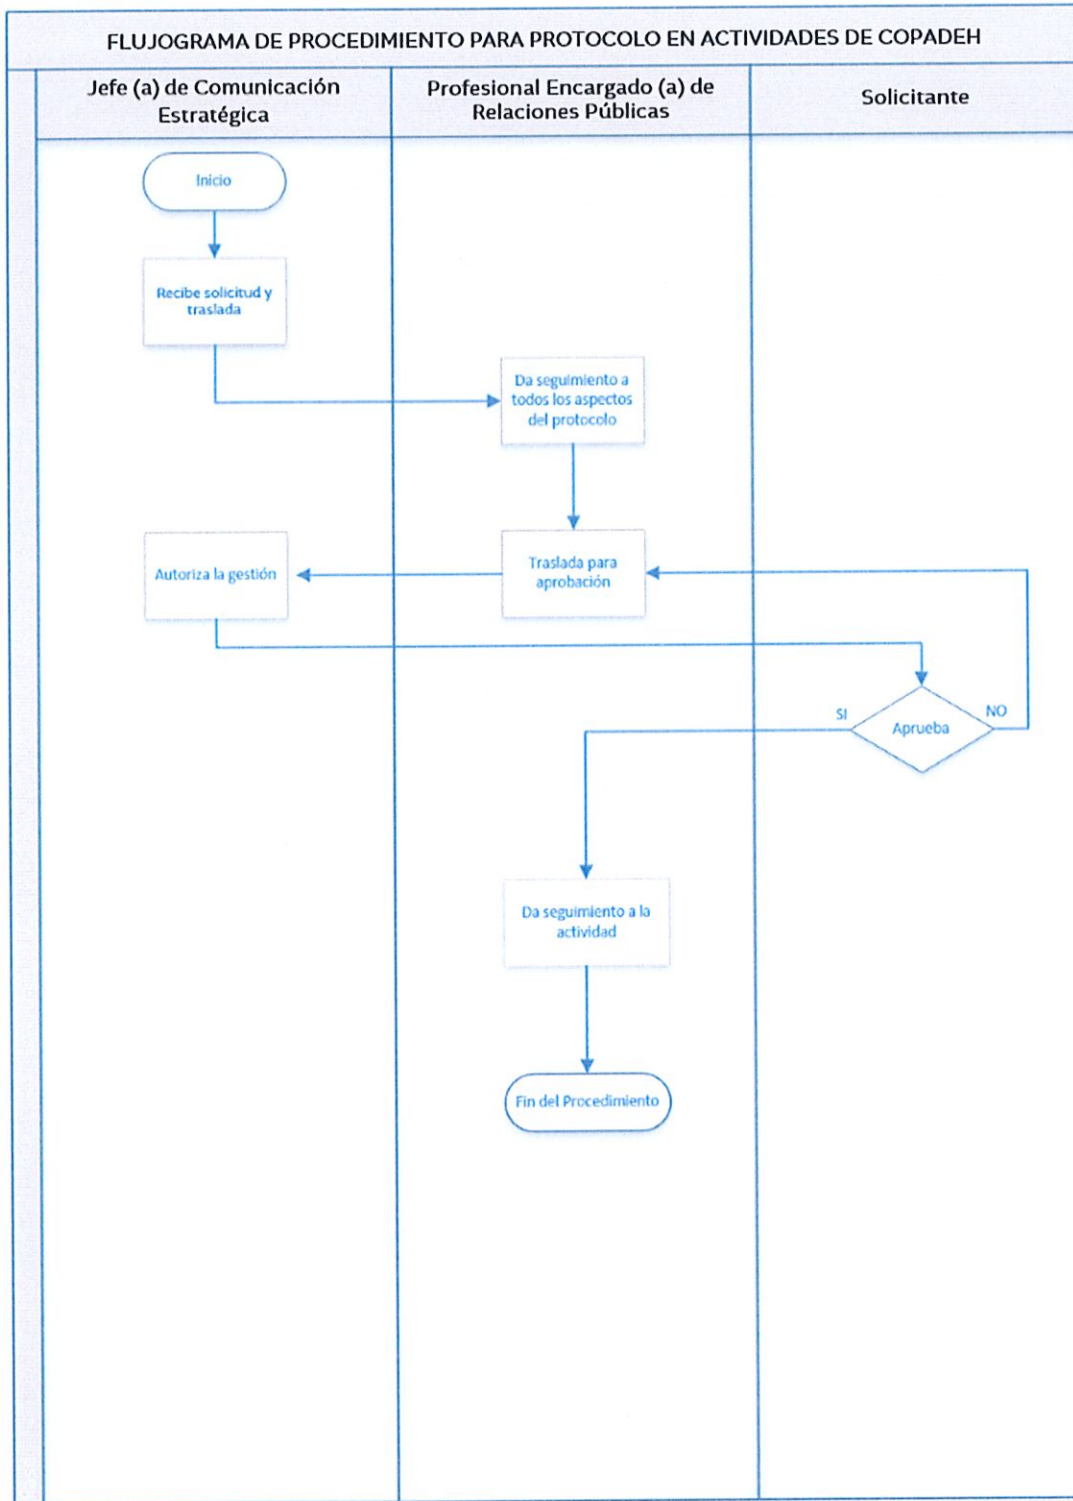 FLUJOGRAMA DE PROCEDIMIENTO PARA PROTOCOLO EN ACTIVIDADES DE COPADEH
Jefe (a) de Comunicación
Estratégica
Profesional Encargado (a) de
Relaciones Públicas
Solicitante
Inicio
Recibe solicitud y
traslada
Da seguimiento a
todos los aspectos
del protocolo
Traslada para
aprobación
Autoriza la gestión
Aprueba
SI
NO
Da seguimiento a la
actividad
Fin del Procedimiento